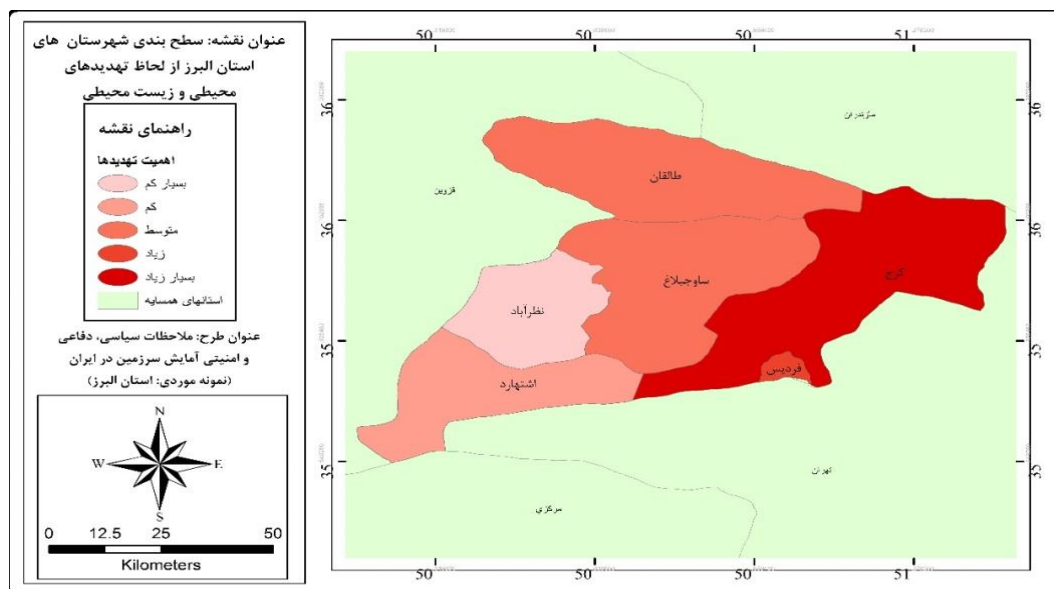 عنوان نقشه: سطح بندی شهرستان های
استان البرز از لحاظ تهدیدهای
محیطی و زیست محیطی
راهنمای نقشه
اهمیت تهدیدها
بسیار کم
کم
متوسط
زیاد
بسیار زیاد
استانهای همسایه
عنوان طرح: ملاحظات سیاسی، دفاعی
و امنیتی آمایش سرزمین در ایران
(نمونه موردی: استان البرز)
N
W E
S
0 12.5 25 50
Kilometers
50 50 50 51
36 36
مازندران
طالقان
قزوین
36 36
کرج
ساوجبلاغ
نظرآباد
35 35
فردیس
اشتهارد
35 35
تهران
مرکزی
50 50 50 51